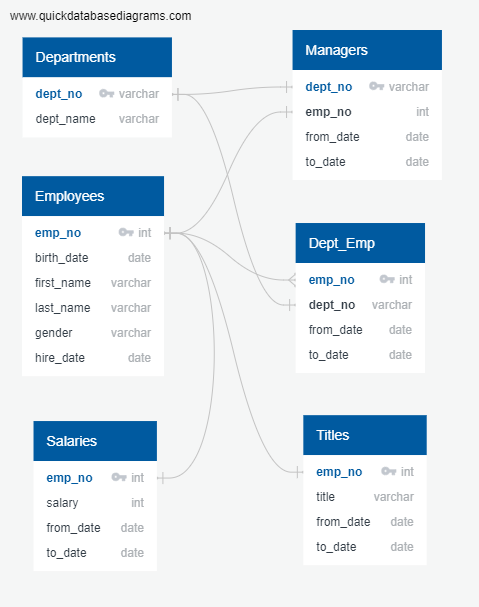 www.quickdatabasediagrams.com
Departments
dept_no varchar
dept_name varchar
Managers
dept_no varchar
emp_no int
from_date date
to_date date
Employees
emp_no int
birth_date date
first_name varchar
last_name varchar
gender varchar
hire_date date
Dept_Emp
emp_no int
dept_no varchar
from_date date
to_date date
Salaries
emp_no int
salary int
from_date date
to_date date
Titles
emp_no int
title varchar
from_date date
to_date date